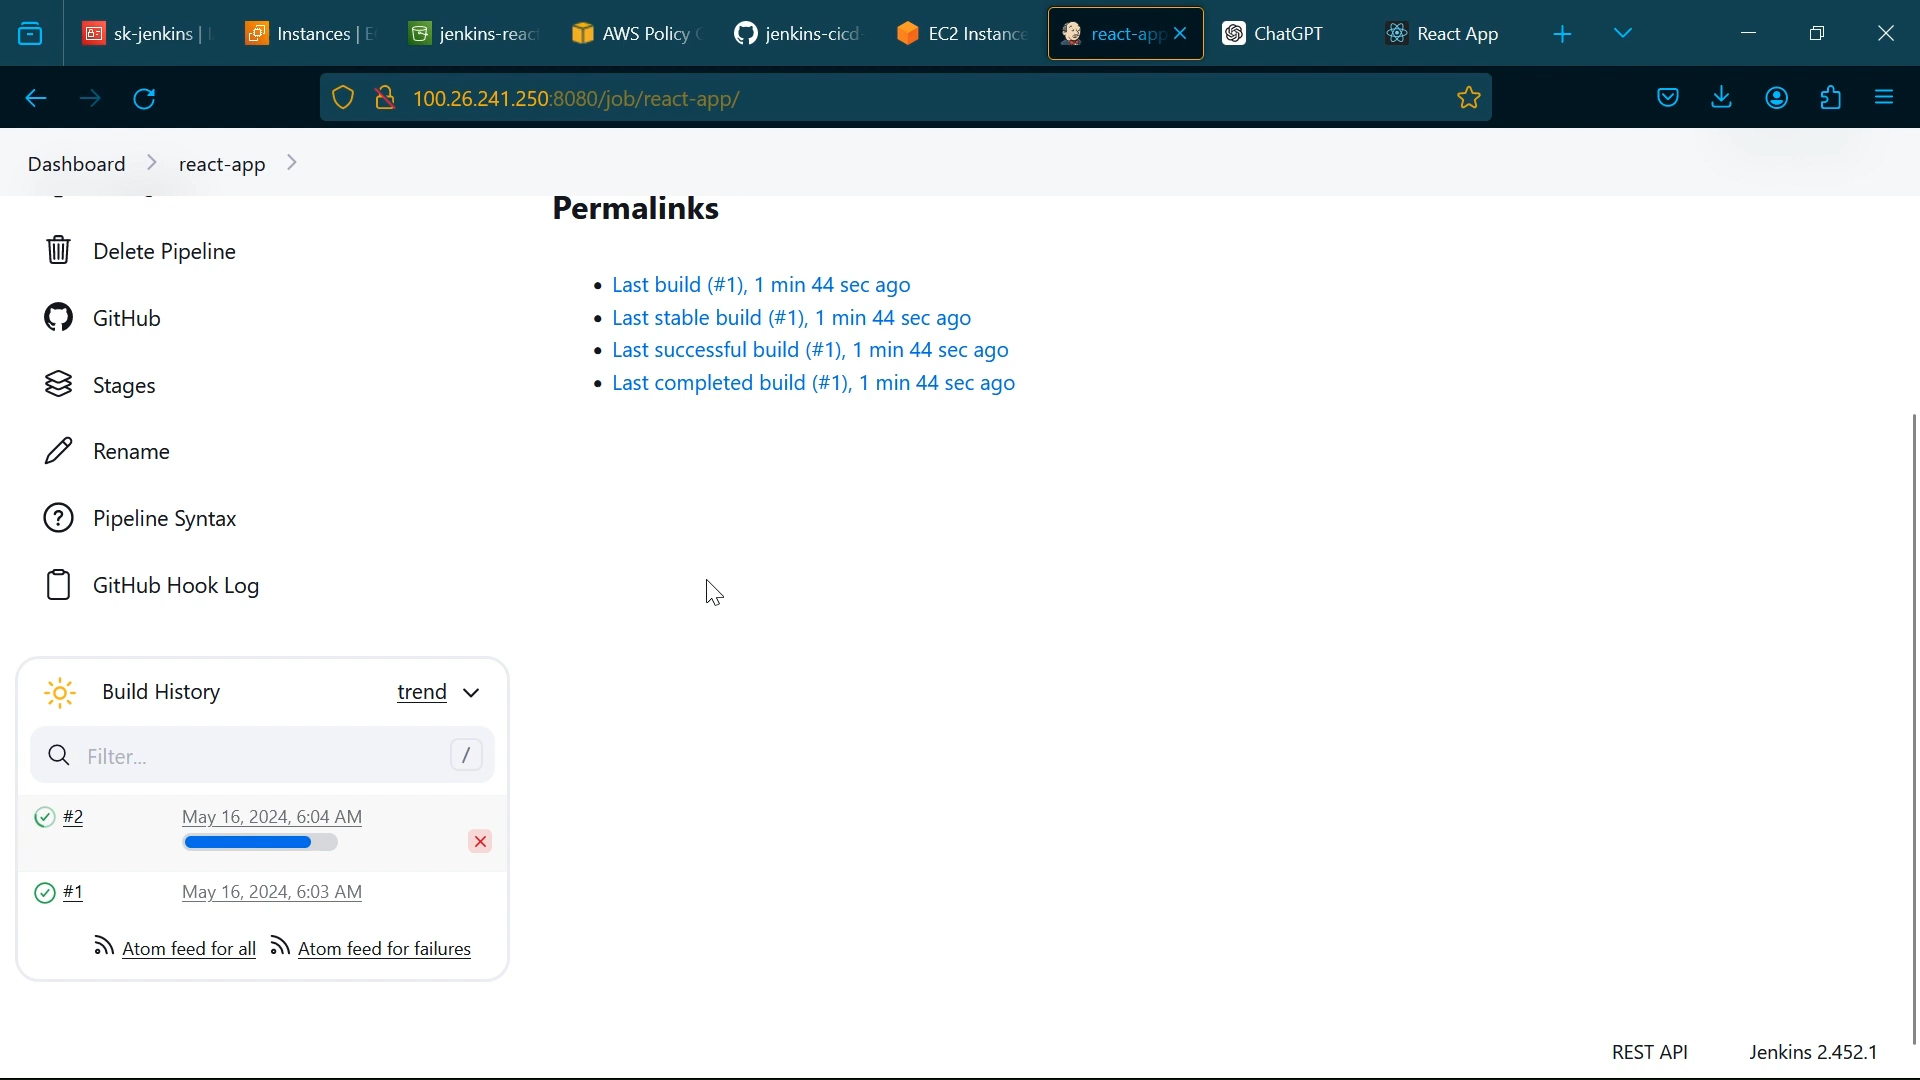 sk-jenkins |
Instances | E
jenkins-reac
AWS Policy
jenkins-cicd
EC2 Instance
react-app
ChatGPT
React App
100.26.241.250:8080/job/react-app/
Dashboard
react-app
Permalinks
Delete Pipeline
Last build (#1), 1 min 44 sec ago
GitHub
Last stable build (#1), 1 min 44 sec ago
Last successful build (#1), 1 min 44 sec ago
Stages
Last completed build (#1), 1 min 44 sec ago
Rename
Pipeline Syntax
GitHub Hook Log
Build History
trend
Filter...
/
#2
May 16, 2024, 6:04 AM
#1
May 16, 2024, 6:03 AM
Atom feed for all
Atom feed for failures
REST API
Jenkins 2.452.1